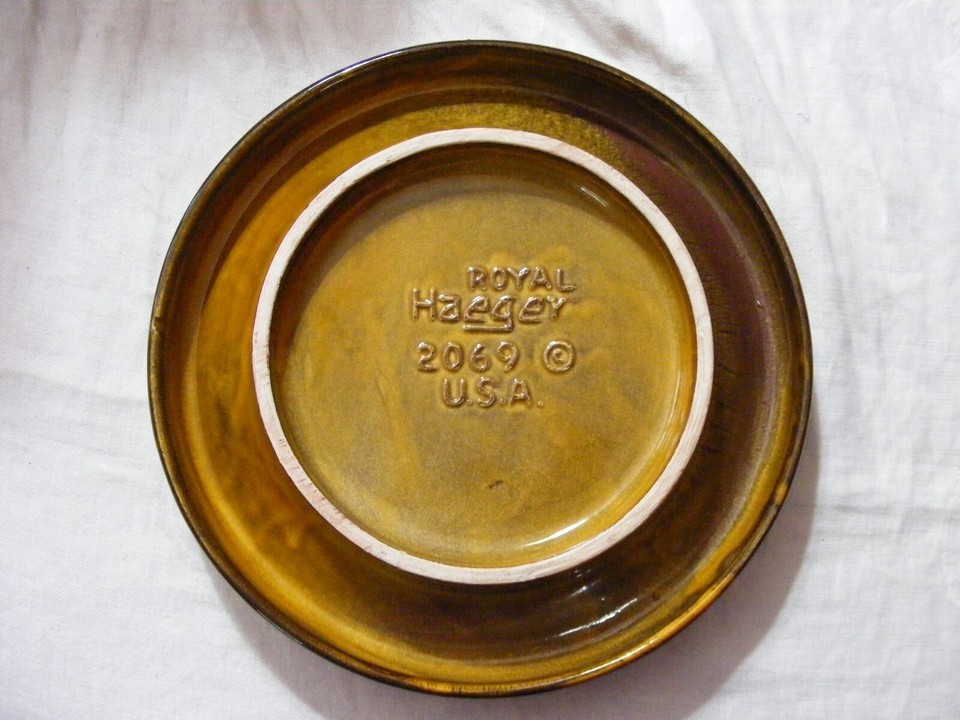 ROYAL
Haeger
2069 ©
U.S.A.